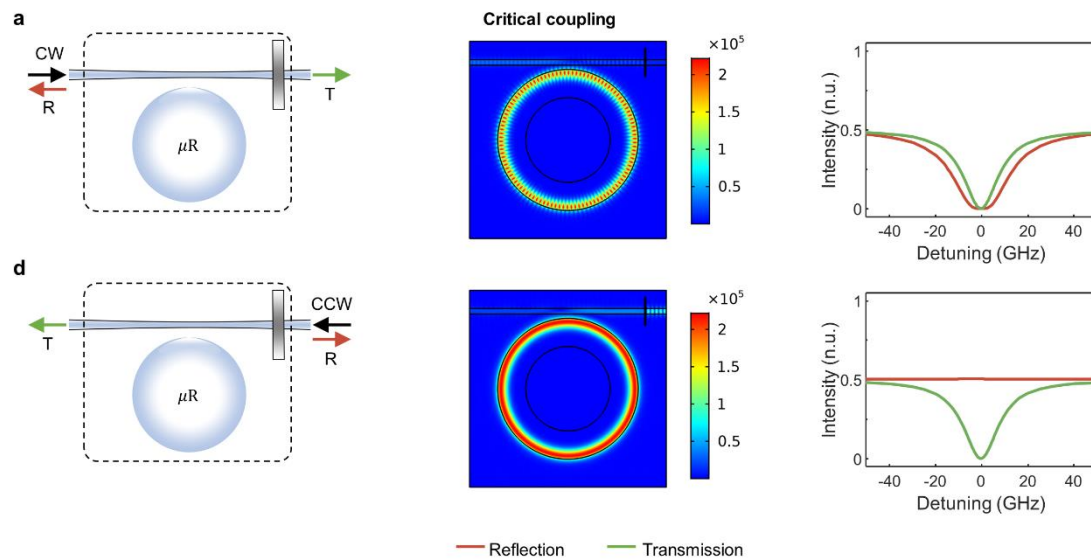 a
CW
R
T
μR
Critical coupling
×10⁵
2
1.5
1
0.5
1
0.5
0
Intensity (n.u.)
-40 -20 0 20 40
Detuning (GHz)
d
CCW
T
R
μR
×10⁵
2
1.5
1
0.5
1
0.5
0
Intensity (n.u.)
-40 -20 0 20 40
Detuning (GHz)
Reflection Transmission